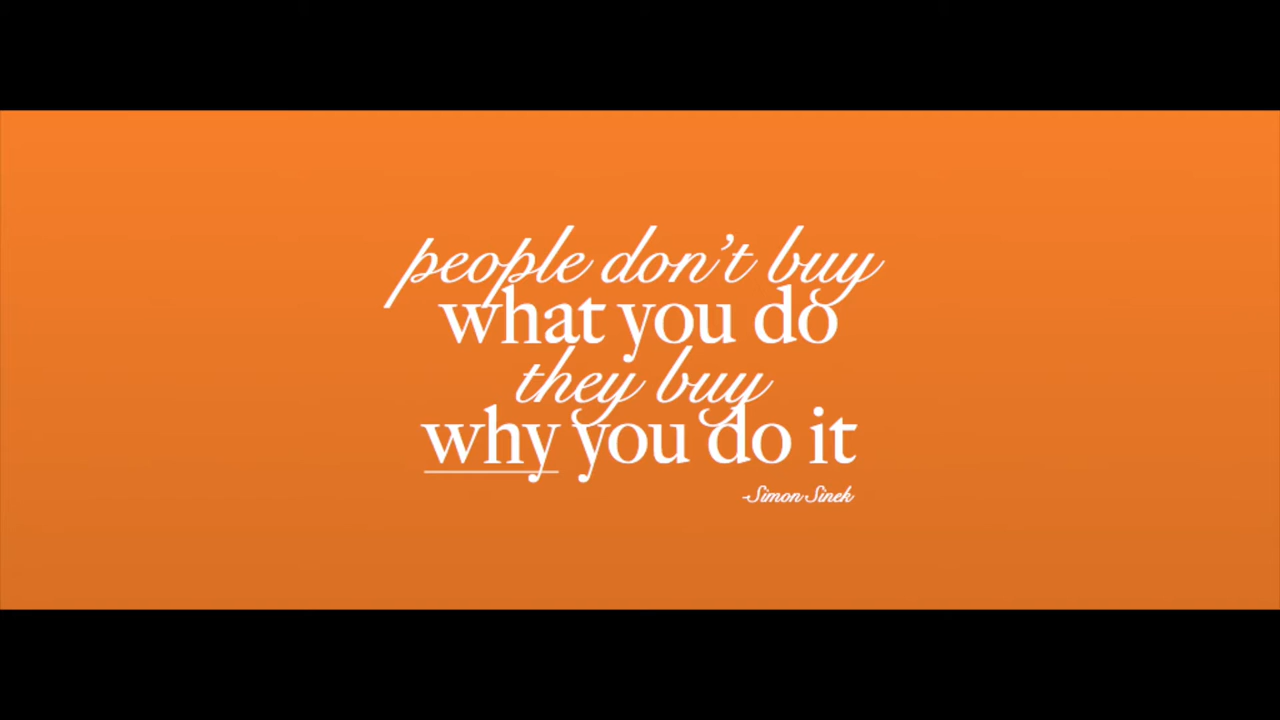 people don't buy
what you do
they buy
why you do it
-Simon Sinek